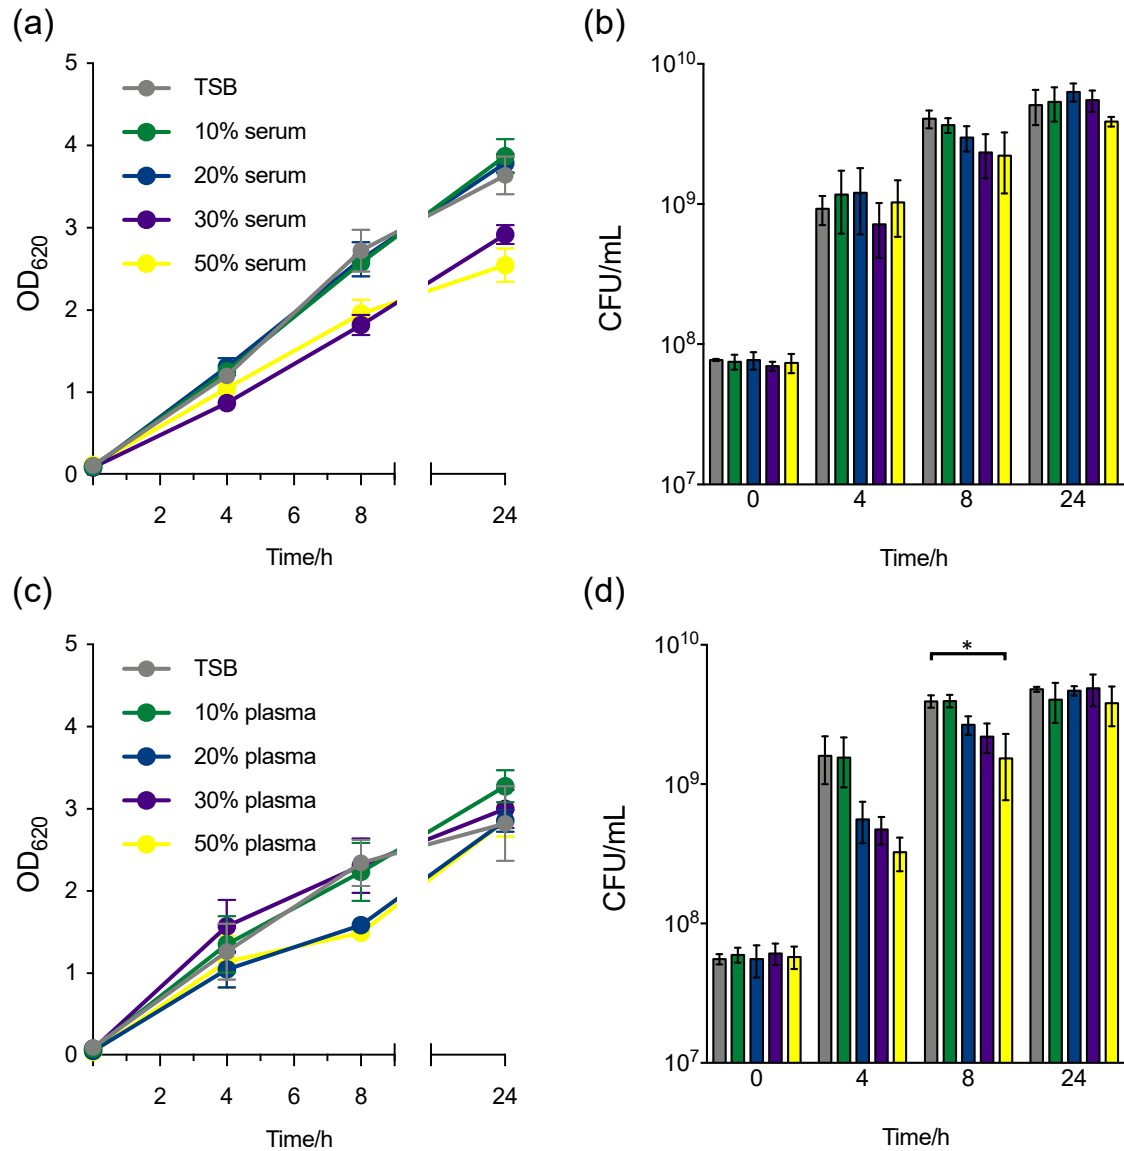 (a)
5
4
3
2
1
0
OD620
TSB
10% serum
20% serum
30% serum
50% serum
2 4 6 8 24
Time/h
(b)
10^10
10^9
10^8
10^7
CFU/mL
0 4 8 24
Time/h
(c)
5
4
3
2
1
0
OD620
TSB
10% plasma
20% plasma
30% plasma
50% plasma
2 4 6 8 24
Time/h
(d)
10^10
10^9
10^8
10^7
CFU/mL
*
0 4 8 24
Time/h